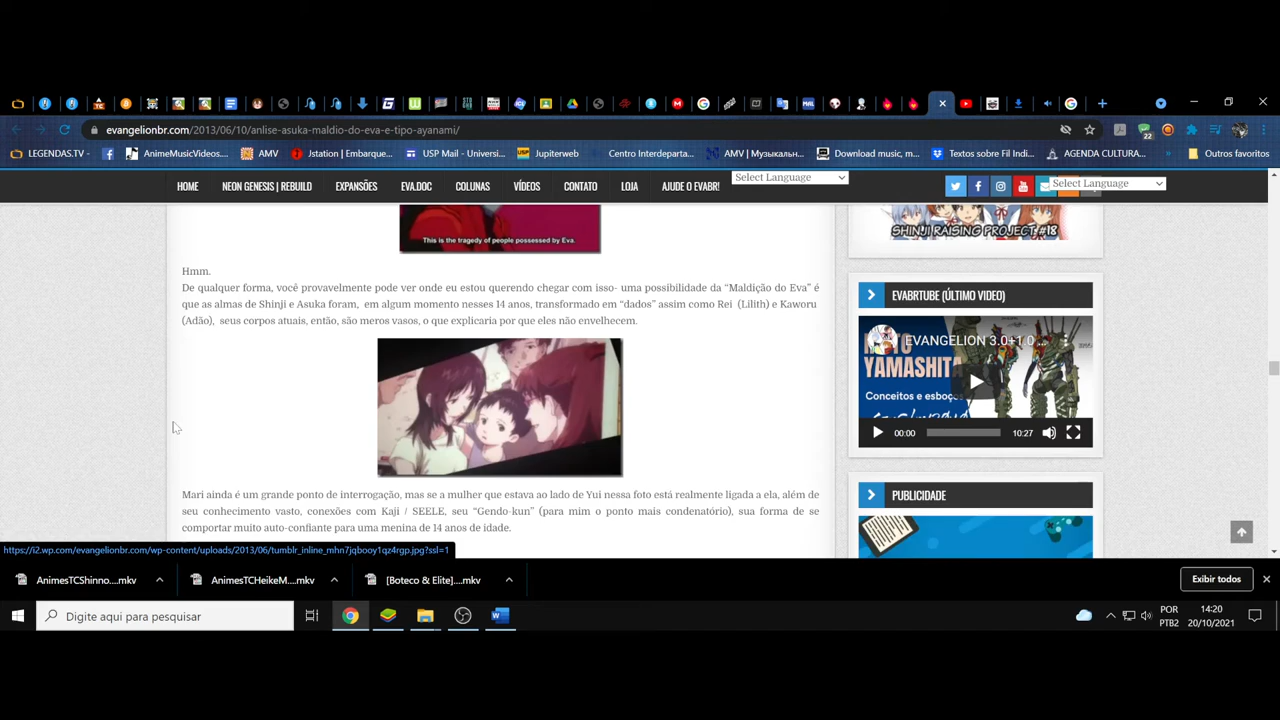 evangelionbr.com/2013/06/10/anlise-asuka-maldio-do-eva-e-tipo-ayanami/
LEGENDAS.TV -
AnimeMusicVideos....
AMV
Jstation | Embarque...
USP Mail - Universi...
Jupiterweb
Centro Interdeparta...
AMV | Музыкальн...
Download music, m...
Textos sobre Fil Indi...
AGENDA CULTURA...
»
Outros favoritos
22
HOME
NEON GENESIS | REBUILD
EXPANSÕES
EVA.DOC
COLUNAS
VÍDEOS
CONTATO
LOJA
AJUDE O EVABR!
Select Language
Select Language
This is the tragedy of people possessed by Eva.
Hmm.
De qualquer forma, você provavelmente pode ver onde eu estou querendo chegar com isso- uma possibilidade da “Maldição do Eva” é
que as almas de Shinji e Asuka foram, em algum momento nesses 14 anos, transformado em “dados” assim como Rei (Lilith) e Kaworu
(Adão), seus corpos atuais, então, são meros vasos, o que explicaria por que eles não envelhecem.
Mari ainda é um grande ponto de interrogação, mas se a mulher que estava ao lado de Yui nessa foto está realmente ligada a ela, além de
seu conhecimento vasto, conexões com Kaji / SEELE, seu “Gendo-kun” (para mim o ponto mais condenatório), sua forma de se
comportar muito auto-confiante para uma menina de 14 anos de idade.
SHINJI RAISING PROJECT #18
EVABRTUBE (ÚLTIMO VIDEO)
EVANGELION 3.0+1.0 ...
YAMASHITA
Conceitos e esboços
00:00
10:27
PUBLICIDADE
https://i2.wp.com/evangelionbr.com/wp-content/uploads/2013/06/tumblr_inline_mhn7jqbooy1qz4rgp.jpg?ssl=1
AnimesTCShinno....mkv
AnimesTCHeikeM....mkv
[Boteco & Elite]....mkv
Exibir todos
Digite aqui para pesquisar
POR
PTB2
14:20
20/10/2021